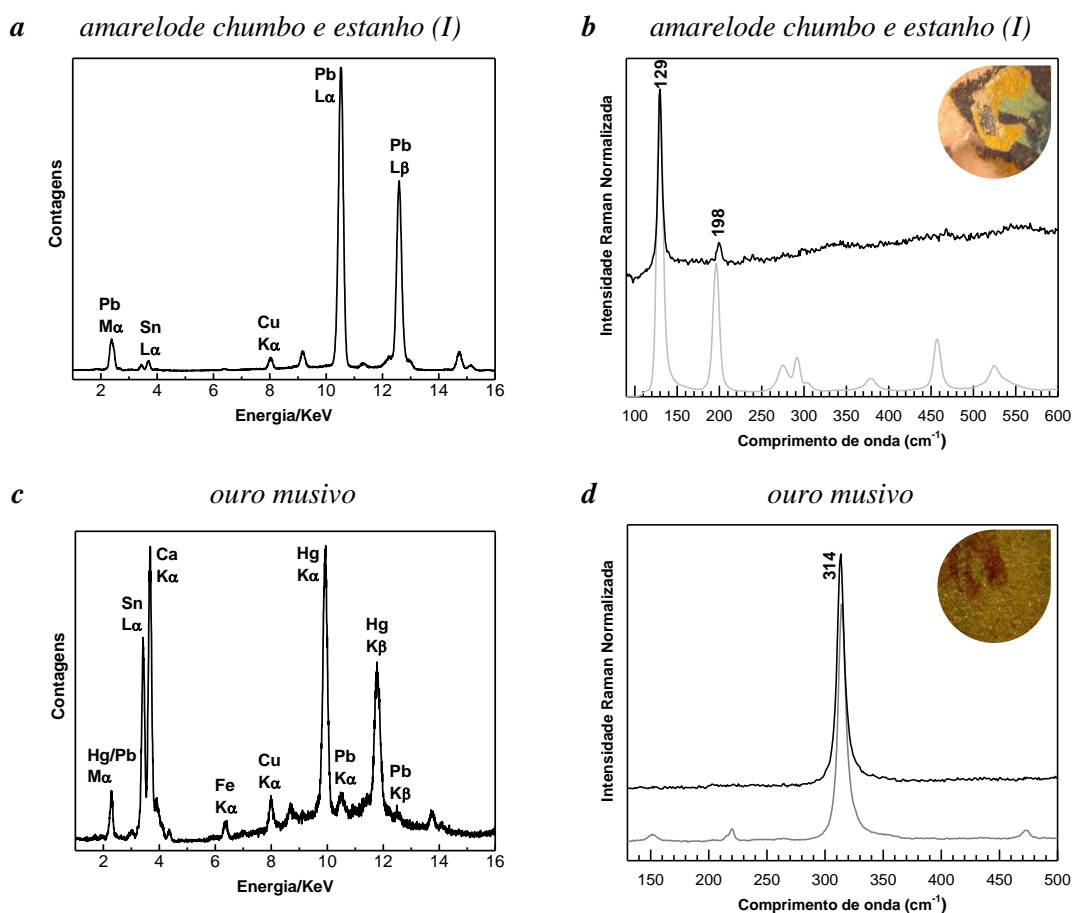 a amarelode chumbo e estanho (I)
Pb
Lα
Pb
Lβ
Pb
Mα
Sn
Lα
Cu
Kα
Contagens
2 4 6 8 10 12 14 16
Energia/KeV
b amarelode chumbo e estanho (I)
129
198
Intensidade Raman Normalizada
100 150 200 250 300 350 400 450 500 550 600
Comprimento de onda (cm-1)
c ouro musivo
Ca
Kα
Hg
Kα
Sn
Lα
Hg
Kβ
Hg/Pb
Mα
Fe
Kα
Cu
Kα
Pb
Kα
Pb
Kβ
Contagens
2 4 6 8 10 12 14 16
Energia/KeV
d ouro musivo
314
Intensidade Raman Normalizada
150 200 250 300 350 400 450 500
Comprimento de onda (cm-1)